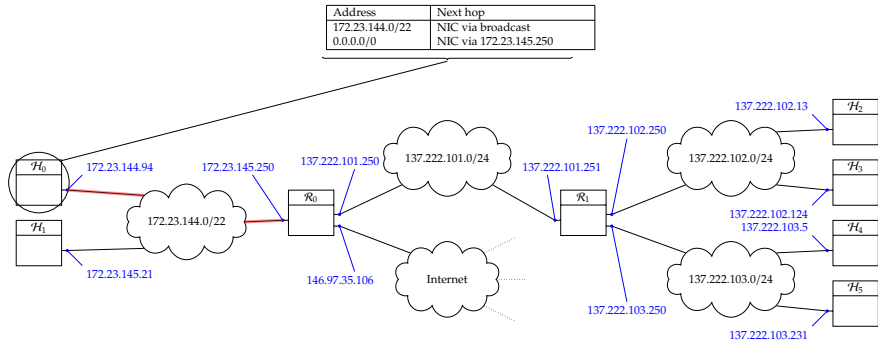 Address Next hop
172.23.144.0/22 NIC via broadcast
0.0.0.0/0 NIC via 172.23.145.250
H₀
172.23.144.94
H₁
172.23.145.21
172.23.144.0/22
172.23.145.250
R₀
137.222.101.250
146.97.35.106
137.222.101.0/24
Internet
137.222.101.251
R₁
137.222.102.250
137.222.103.250
137.222.102.0/24
137.222.103.0/24
137.222.102.13
H₂
H₃
137.222.102.124
137.222.103.5
H₄
H₅
137.222.103.231